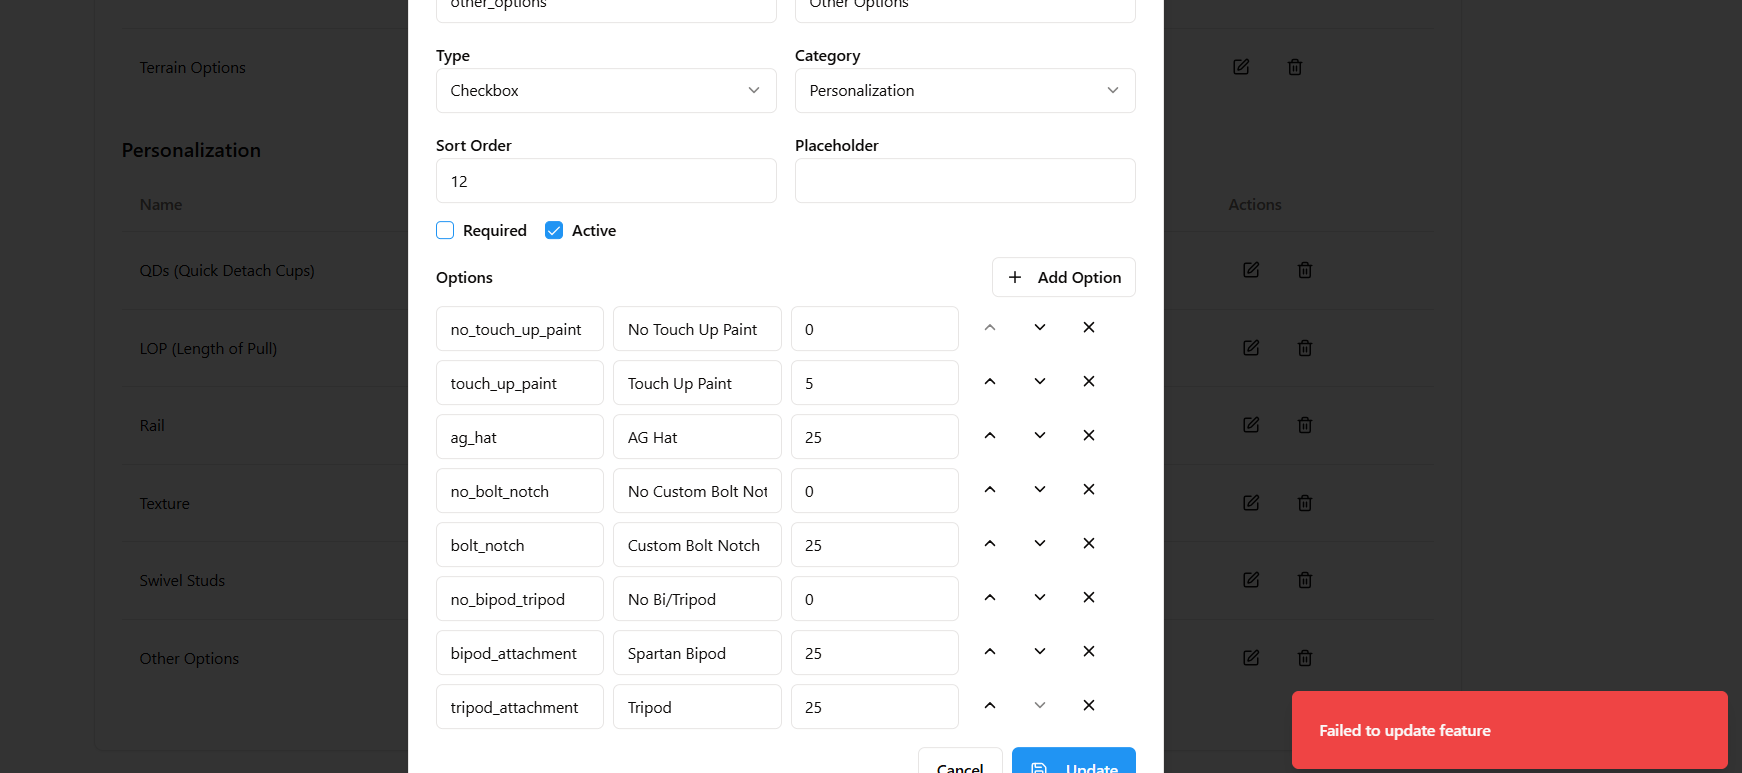 other_options
Other Options
Type
Category
Terrain Options
Checkbox
Personalization
Personalization
Sort Order
Placeholder
12
Name
Actions
Required
Active
QDs (Quick Detach Cups)
Options
Add Option
no_touch_up_paint
No Touch Up Paint
0
LOP (Length of Pull)
touch_up_paint
Touch Up Paint
5
Rail
ag_hat
AG Hat
25
no_bolt_notch
No Custom Bolt Not
0
Texture
bolt_notch
Custom Bolt Notch
25
Swivel Studs
no_bipod_tripod
No Bi/Tripod
0
Other Options
bipod_attachment
Spartan Bipod
25
tripod_attachment
Tripod
25
Failed to update feature
Cancel
Update